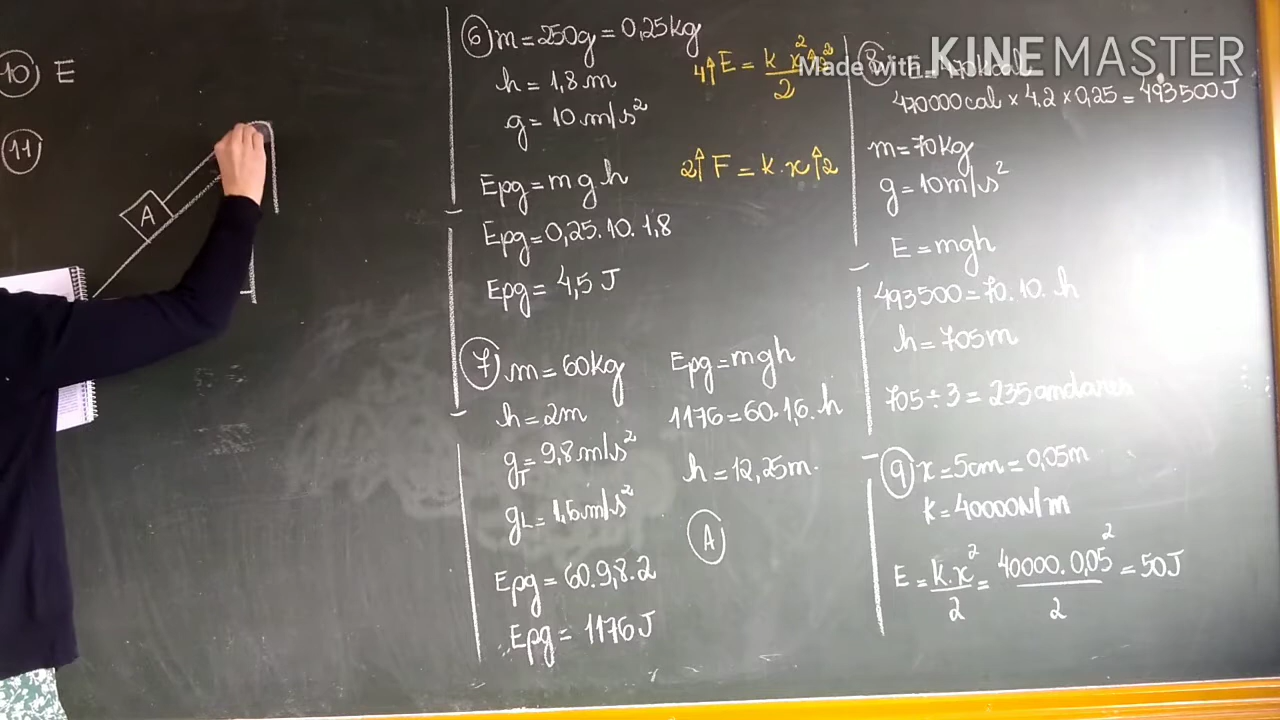 10) E
11
A
6 m = 250g = 0,25kg
h = 1,8 m
g = 10 m/s²
Epg = m g h
Epg = 0,25.10.1,8
Epg = 4,5 J
7 m = 60kg
h = 2m
gT = 9,8 m/s²
gL = 1,6 m/s²
Epg = 60.9,8.2
Epg = 1176 J
4↑ E = k x²↑2²
2
2↑ F = k.x↑2
Epg = mgh
1176 = 60.1,6.h
h = 12,25m.
A
Made with KINEMASTER
8
470000cal x 4,2 x 0,25 = 493500 J
m = 70kg
g = 10m/s²
E = mgh
493500 = 70.10.h
h = 705m
705 ÷ 3 = 235 andares
9 x = 5cm = 0,05m
K = 40000N/m
E = k.x² = 40000.0,05² = 50J
2 2